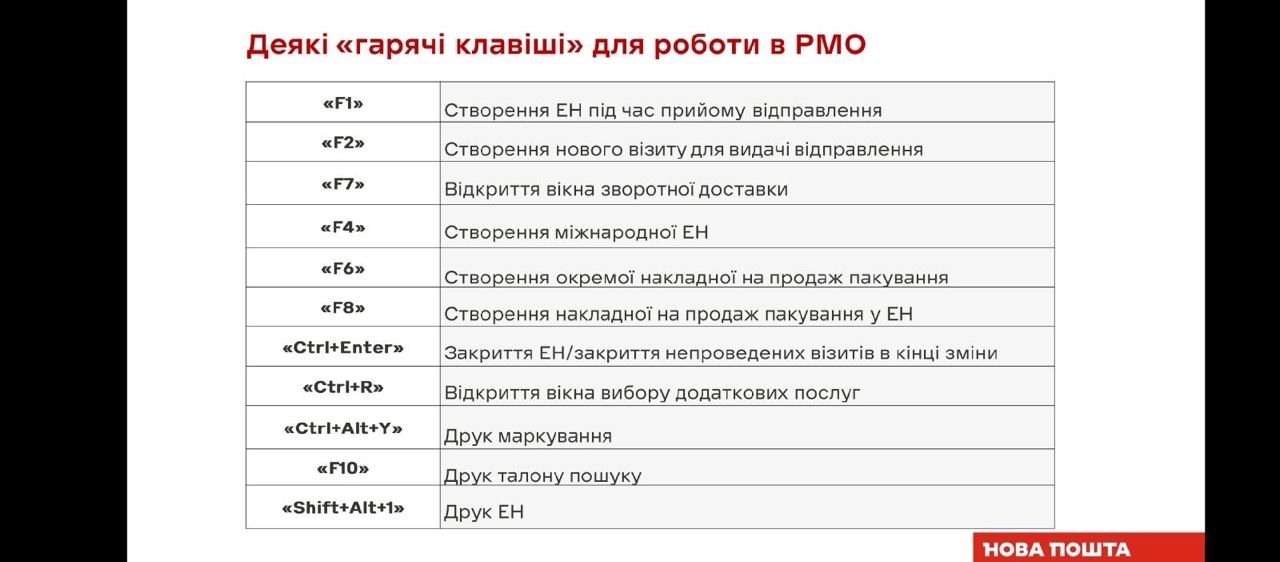 Деякі «гарячі клавіші» для роботи в РМО
«F1» Створення ЕН під час прийому відправлення
«F2» Створення нового візиту для видачі відправлення
«F7» Відкриття вікна зворотної доставки
«F4» Створення міжнародної ЕН
«F6» Створення окремої накладної на продаж пакування
«F8» Створення накладної на продаж пакування у ЕН
«Ctrl+Enter» Закриття ЕН/закриття непроведених візитів в кінці зміни
«Ctrl+R» Відкриття вікна вибору додаткових послуг
«Ctrl+Alt+Y» Друк маркування
«F10» Друк талону пошуку
«Shift+Alt+1» Друк ЕН
НОВА ПОШТА